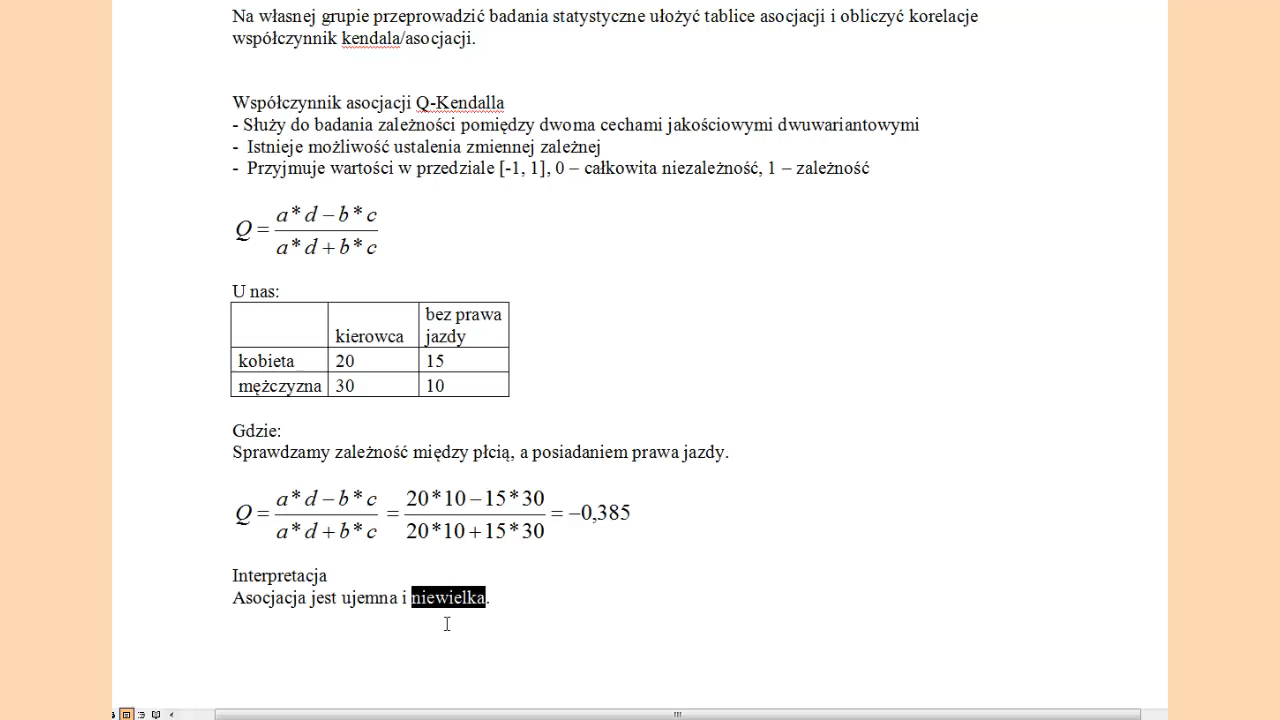 Na własnej grupie przeprowadzić badania statystyczne ułożyć tablice asocjacji i obliczyć korelacje
współczynnik kendala/asocjacji.
Współczynnik asocjacji Q-Kendalla
- Służy do badania zależności pomiędzy dwoma cechami jakościowymi dwuwariantowymi
- Istnieje możliwość ustalenia zmiennej zależnej
- Przyjmuje wartości w przedziale [-1, 1], 0 – całkowita niezależność, 1 – zależność
Q = (a * d − b * c) / (a * d + b * c)
U nas:
kierowca bez prawa jazdy
kobieta 20 15
mężczyzna 30 10
Gdzie:
Sprawdzamy zależność między płcią, a posiadaniem prawa jazdy.
Q = (a * d − b * c) / (a * d + b * c) = (20 * 10 − 15 * 30) / (20 * 10 + 15 * 30) = −0,385
Interpretacja
Asocjacja jest ujemna i niewielka.